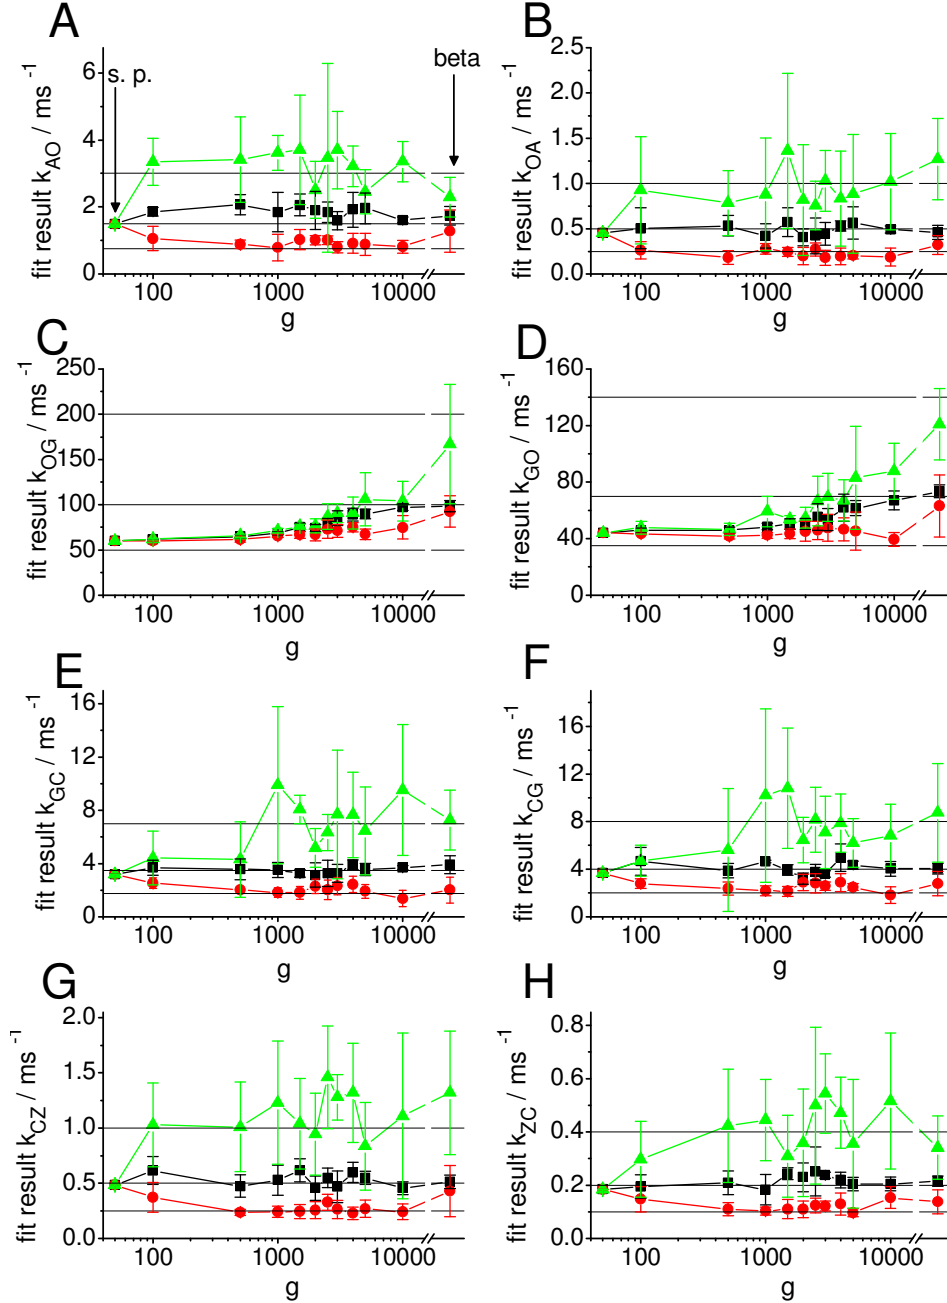 A
B
s. p.
beta
fit result k_AO / ms^-1
6
4
2
0
100 1000 10000
g
fit result k_OA / ms^-1
2.5
2.0
1.5
1.0
0.5
0.0
100 1000 10000
g
C
D
fit result k_OG / ms^-1
250
200
150
100
50
0
100 1000 10000
g
fit result k_GO / ms^-1
160
120
80
40
0
100 1000 10000
g
E
F
fit result k_GC / ms^-1
16
12
8
4
0
100 1000 10000
g
fit result k_CG / ms^-1
16
12
8
4
0
100 1000 10000
g
G
H
fit result k_CZ / ms^-1
2.0
1.5
1.0
0.5
0.0
100 1000 10000
g
fit result k_ZC / ms^-1
0.8
0.6
0.4
0.2
0.0
100 1000 10000
g